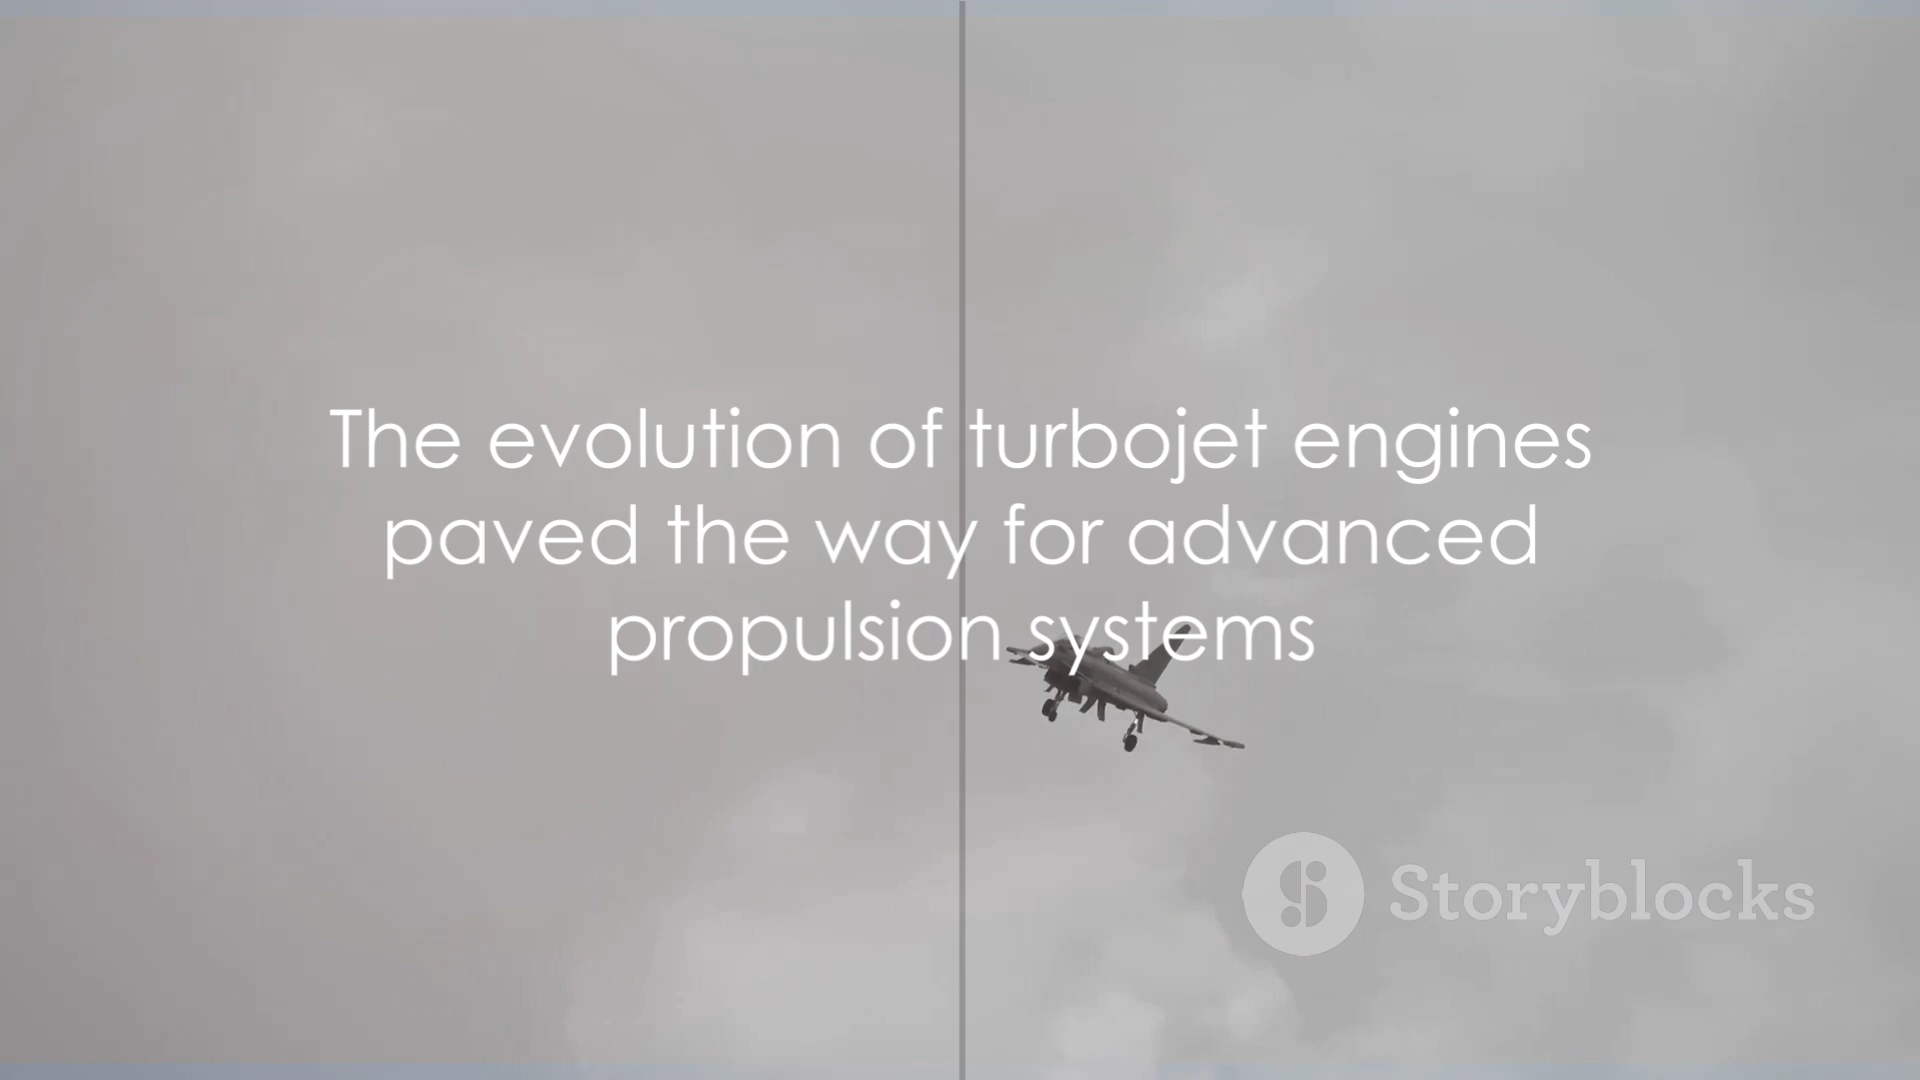 The evolution of turbojet engines
paved the way for advanced
propulsion systems
Storyblocks